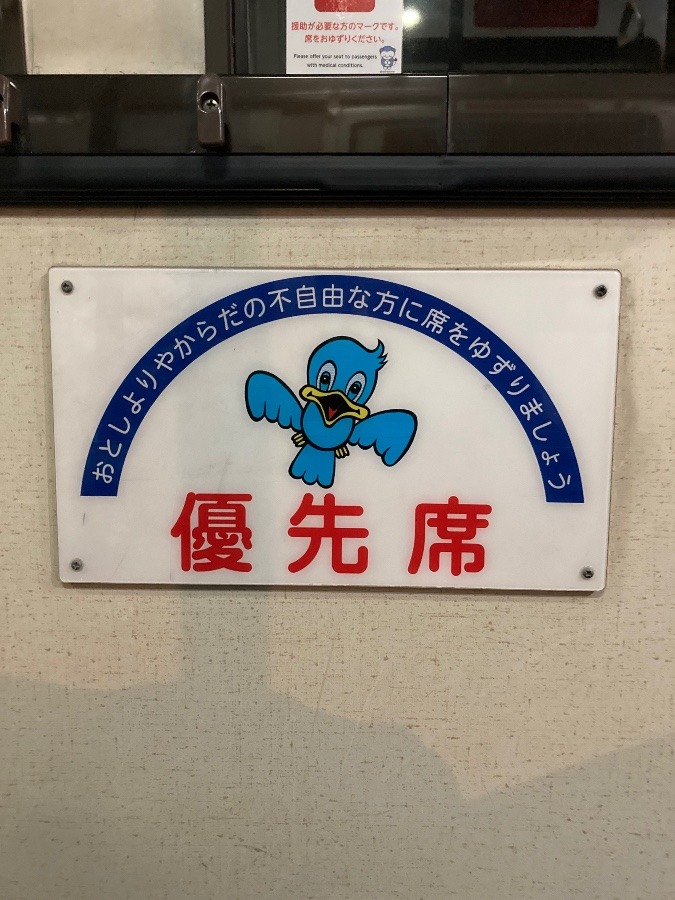 援助が必要な方のマークです。
席をおゆずりください。
Please offer your seat to passengers
with medical conditions.
おとしよりやからだの不自由な方に席をゆずりましょう
優先席